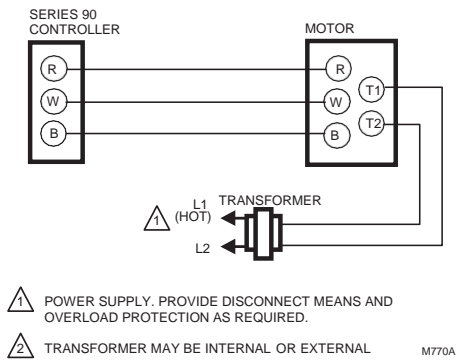 SERIES 90
CONTROLLER
MOTOR
R
R
T1
W
W
T2
B
B
L1
(HOT)
TRANSFORMER
1
L2
1 POWER SUPPLY. PROVIDE DISCONNECT MEANS AND
OVERLOAD PROTECTION AS REQUIRED.
2 TRANSFORMER MAY BE INTERNAL OR EXTERNAL
M770A